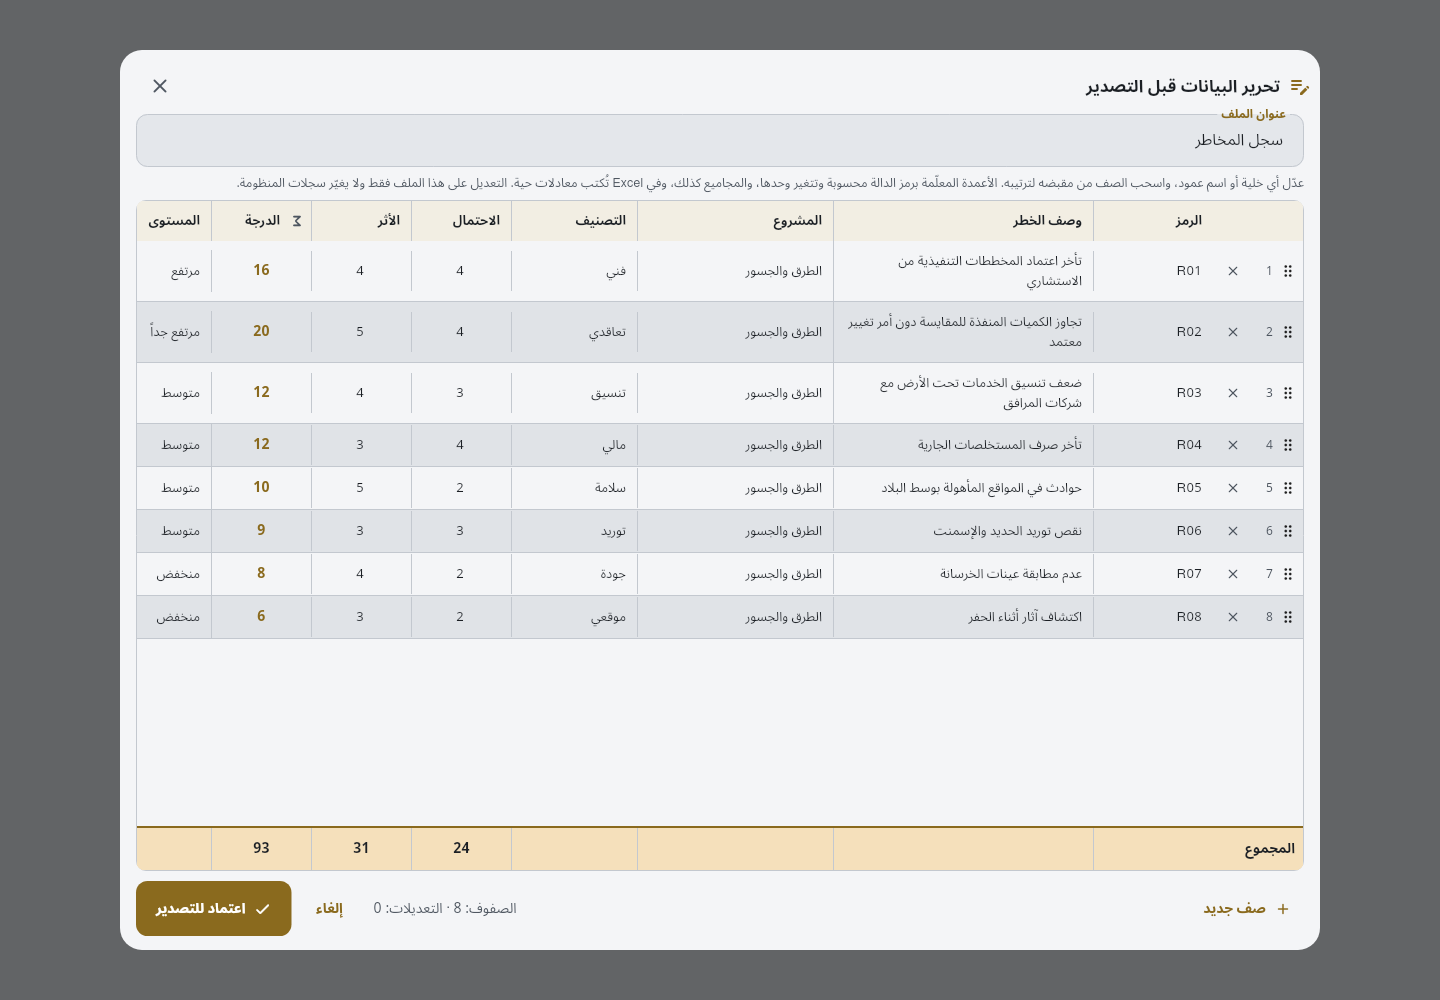 تحرير البيانات قبل التصدير
عنوان الملف
سجل المخاطر
عدّل أي خلية أو اسم عمود، واسحب الصف من مقبضه لترتيبه. الأعمدة المعلّمة برمز الدالة محسوبة وتتغير وحدها، والمجاميع كذلك، وفي Excel تُكتب معادلات حية. التعديل على هذا الملف فقط ولا يغيّر سجلات المنظومة.
الرمز وصف الخطر المشروع التصنيف الاحتمال الأثر Σ الدرجة المستوى
1 R01 تأخر اعتماد المخططات التنفيذية من الطرق والجسور فني 4 4 16 مرتفع
الاستشاري
2 R02 تجاوز الكميات المنفذة للمقايسة دون أمر تغيير الطرق والجسور تعاقدي 4 5 20 مرتفع جداً
معتمد
3 R03 ضعف تنسيق الخدمات تحت الأرض مع الطرق والجسور تنسيق 3 4 12 متوسط
شركات المرافق
4 R04 تأخر صرف المستخلصات الجارية الطرق والجسور مالي 4 3 12 متوسط
5 R05 حوادث في المواقع المأهولة بوسط البلاد الطرق والجسور سلامة 2 5 10 متوسط
6 R06 نقص توريد الحديد والإسمنت الطرق والجسور توريد 3 3 9 متوسط
7 R07 عدم مطابقة عينات الخرسانة الطرق والجسور جودة 2 4 8 منخفض
8 R08 اكتشاف آثار أثناء الحفر الطرق والجسور موقعي 2 3 6 منخفض
المجموع 24 31 93
صف جديد الصفوف: 8 · التعديلات: 0 إلغاء اعتماد للتصدير